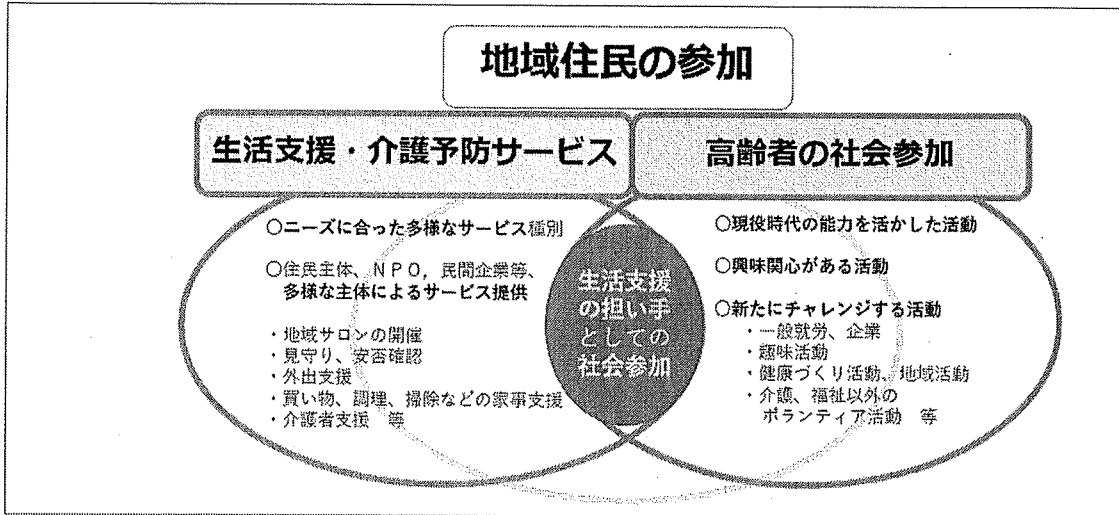 地域住民の参加
生活支援・介護予防サービス
高齢者の社会参加
○ニーズに合った多様なサービス種別
○住民主体、ＮＰＯ，民間企業等、
多様な主体によるサービス提供
・地域サロンの開催
・見守り、安否確認
・外出支援
・買い物、調理、掃除などの家事支援
・介護者支援　等
生活支援
の担い手
としての
社会参加
○現役時代の能力を活かした活動
○興味関心がある活動
○新たにチャレンジする活動
・一般就労、企業
・趣味活動
・健康づくり活動、地域活動
・介護、福祉以外の
ボランティア活動　等